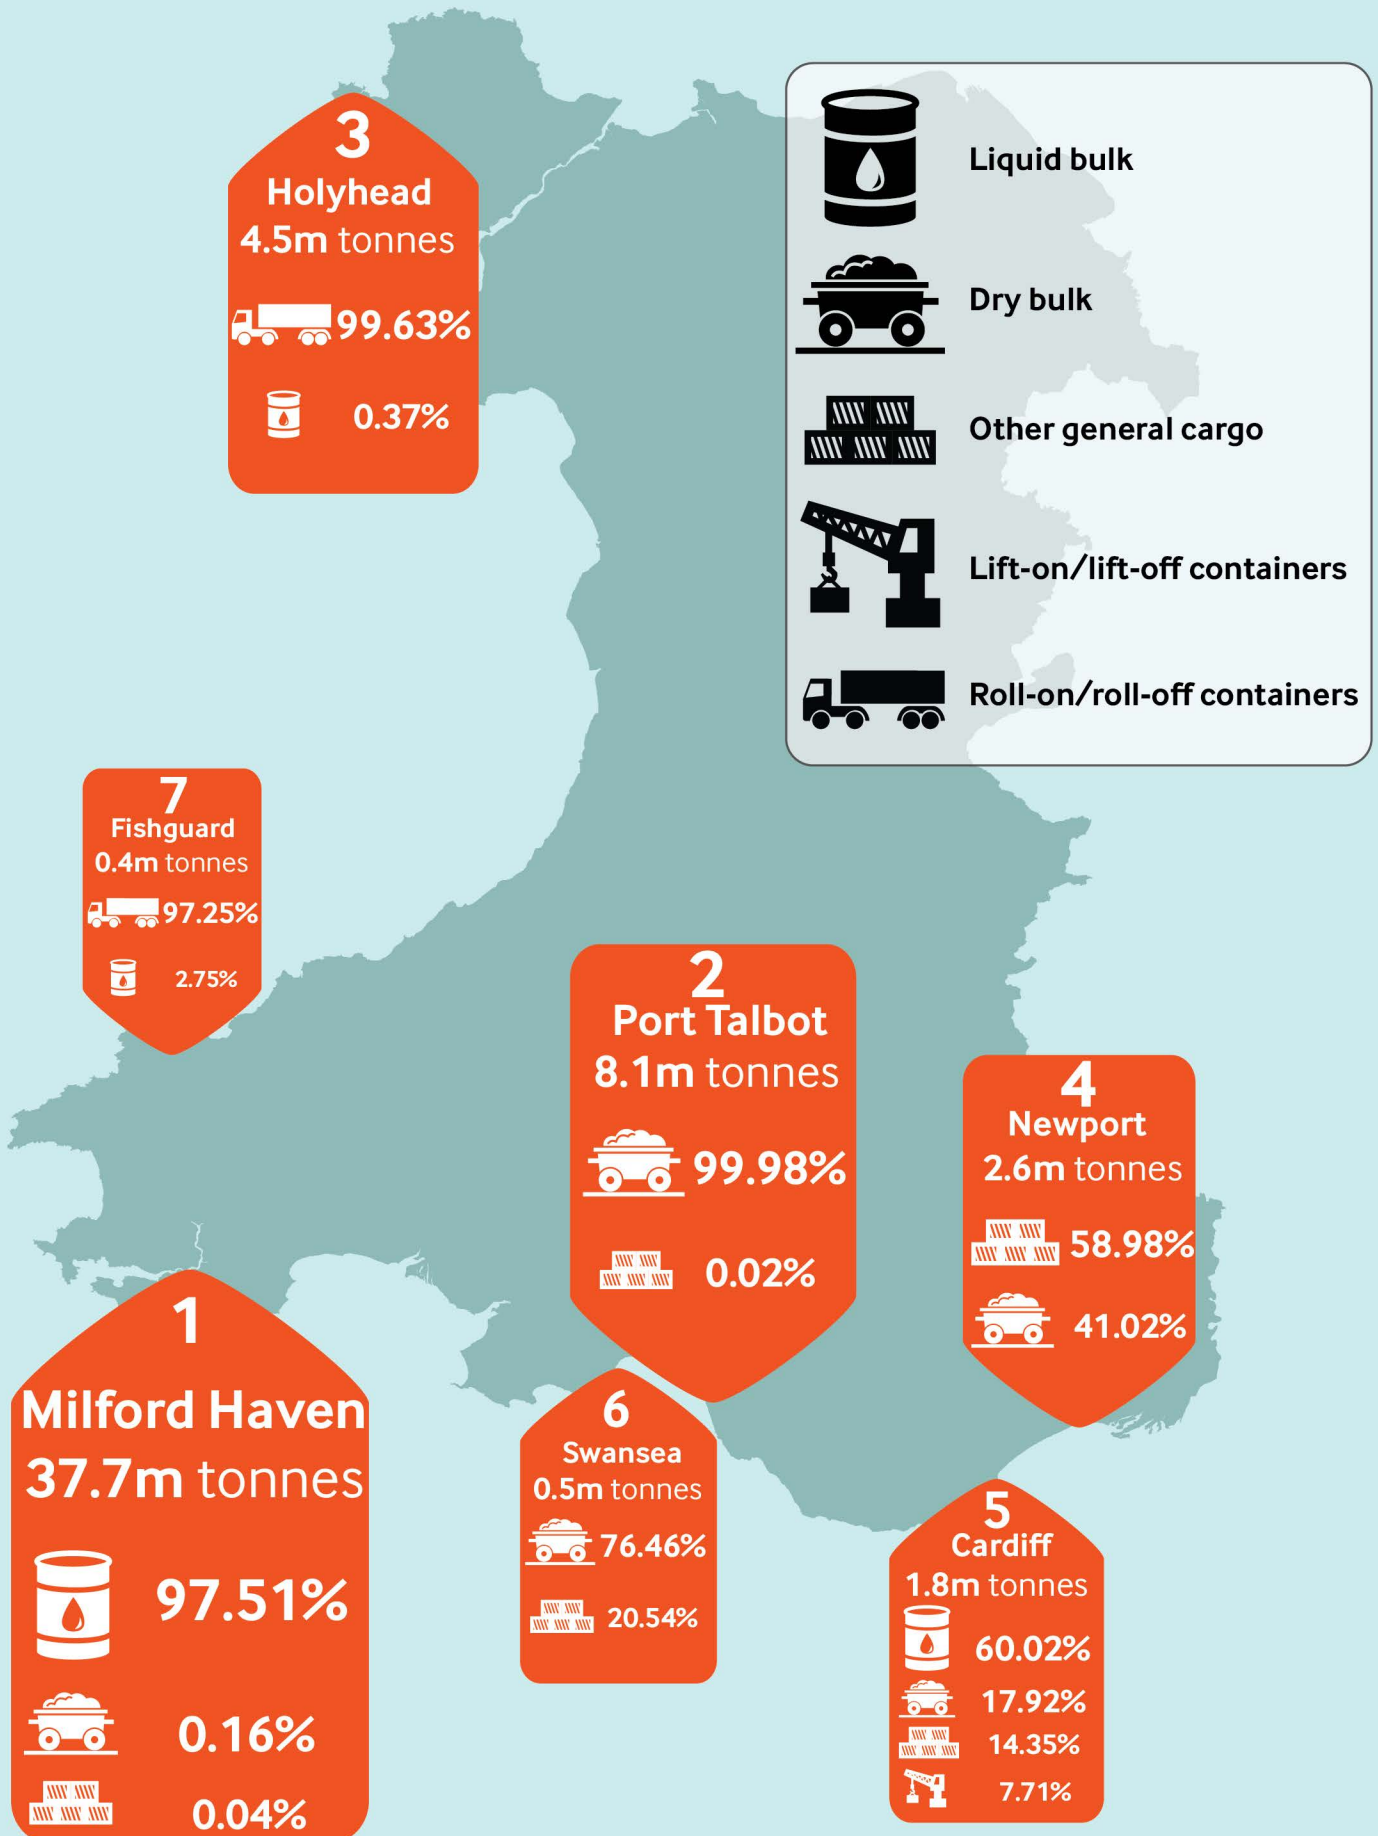 3
Holyhead
4.5m tonnes
99.63%
0.37%
Liquid bulk
Dry bulk
Other general cargo
Lift-on/lift-off containers
Roll-on/roll-off containers
7
Fishguard
0.4m tonnes
97.25%
2.75%
2
Port Talbot
8.1m tonnes
99.98%
0.02%
4
Newport
2.6m tonnes
58.98%
41.02%
1
Milford Haven
37.7m tonnes
97.51%
0.16%
0.04%
6
Swansea
0.5m tonnes
76.46%
20.54%
5
Cardiff
1.8m tonnes
60.02%
17.92%
14.35%
7.71%